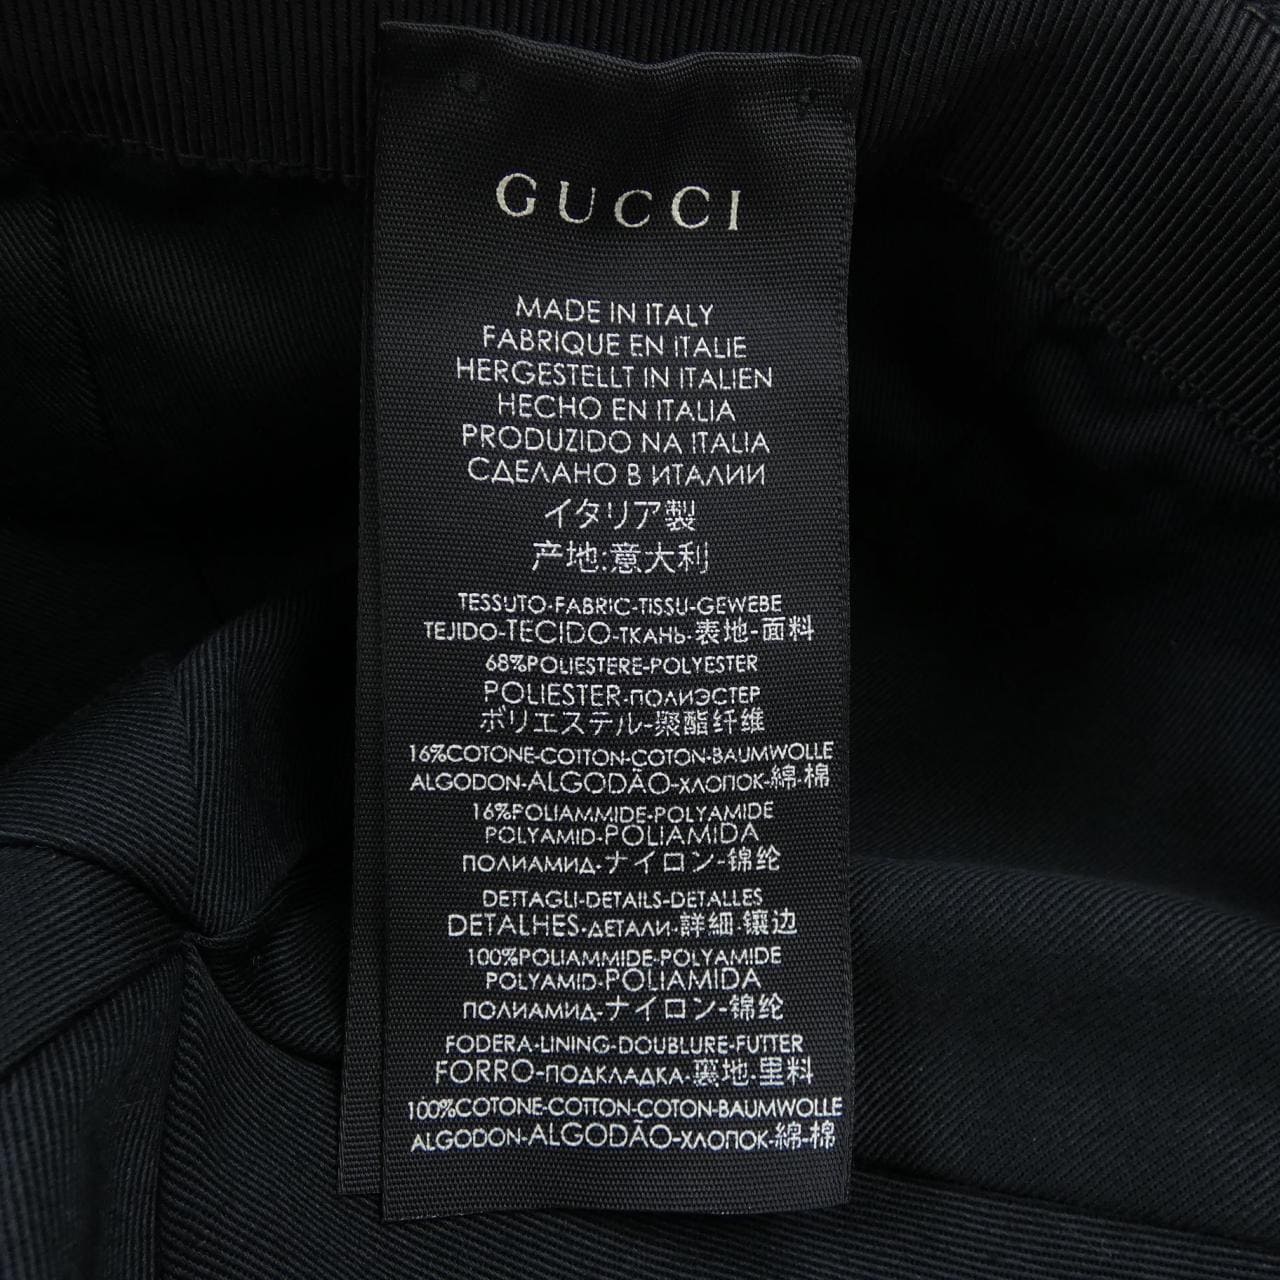 GUCCI
MADE IN ITALY
FABRIQUE EN ITALIE
HERGESTELLT IN ITALIEN
HECHO EN ITALIA
PRODUZIDO NA ITALIA
СДЕЛАНО В ИТАЛИИ
イタリア製
产地:意大利
TESSUTO-FABRIC-TISSU-GEWEBE
TEJIDO-TECIDO-ТКАНЬ-表地-面料
68%POLIESTERE-POLYESTER
POLIESTER-ПОЛИЭСТЕР
ポリエステル-聚酯纤维
16%COTONE-COTTON-COTON-BAUMWOLLE
ALGODON-ALGODÃO-ХЛОПОК-綿-棉
16%POLIAMMIDE-POLYAMIDE
POLYAMID-POLIAMIDA
ПОЛИАМИД-ナイロン-锦纶
DETTAGLI-DETAILS-DETALLES
DETALHES-ДЕТАЛИ-詳細-镶边
100%POLIAMMIDE-POLYAMIDE
POLYAMID-POLIAMIDA
ПОЛИАМИД-ナイロン-锦纶
FODERA-LINING-DOUBLURE-FUTTER
FORRO-ПОДКЛАДКА-裏地-里料
100%COTONE-COTTON-COTON-BAUMWOLLE
ALGODON-ALGODÃO-ХЛОПОК-綿-棉